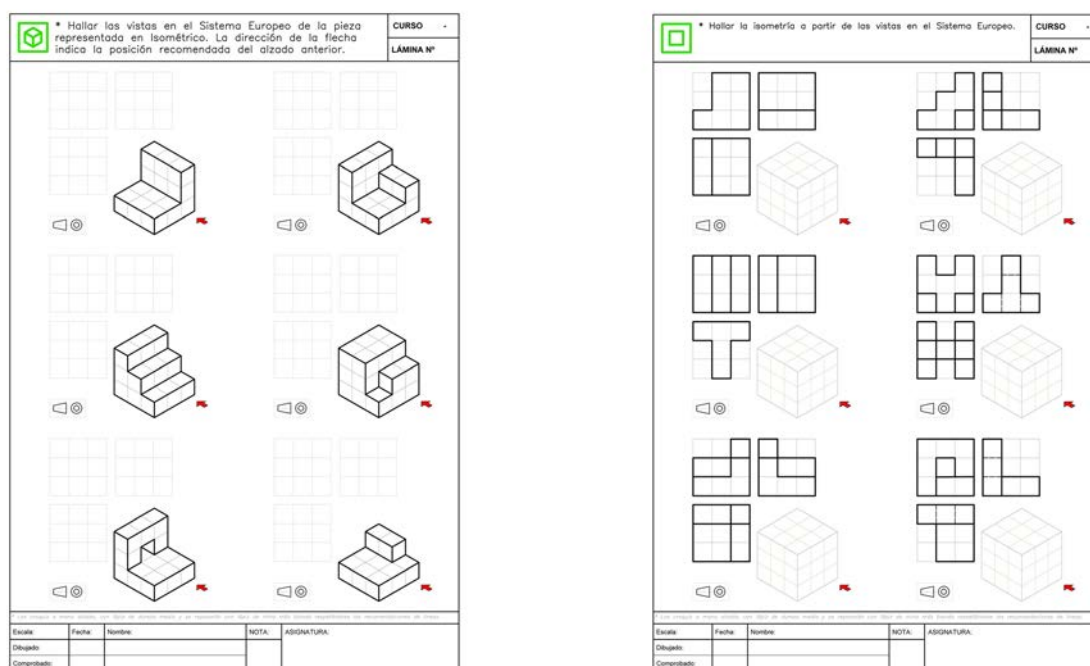 * Hallar las vistas en el Sistema Europeo de la pieza
representada en Isométrico. La dirección de la flecha
indica la posición recomendada del alzado anterior.
CURSO -
LÁMINA Nº
Escala:
Fecha:
Nombre:
NOTA:
ASIGNATURA:
Dibujado:
Comprobado:
* Hallar la isometría a partir de las vistas en el Sistema Europeo.
CURSO -
LÁMINA Nº
Escala:
Fecha:
Nombre:
NOTA:
ASIGNATURA:
Dibujado:
Comprobado: